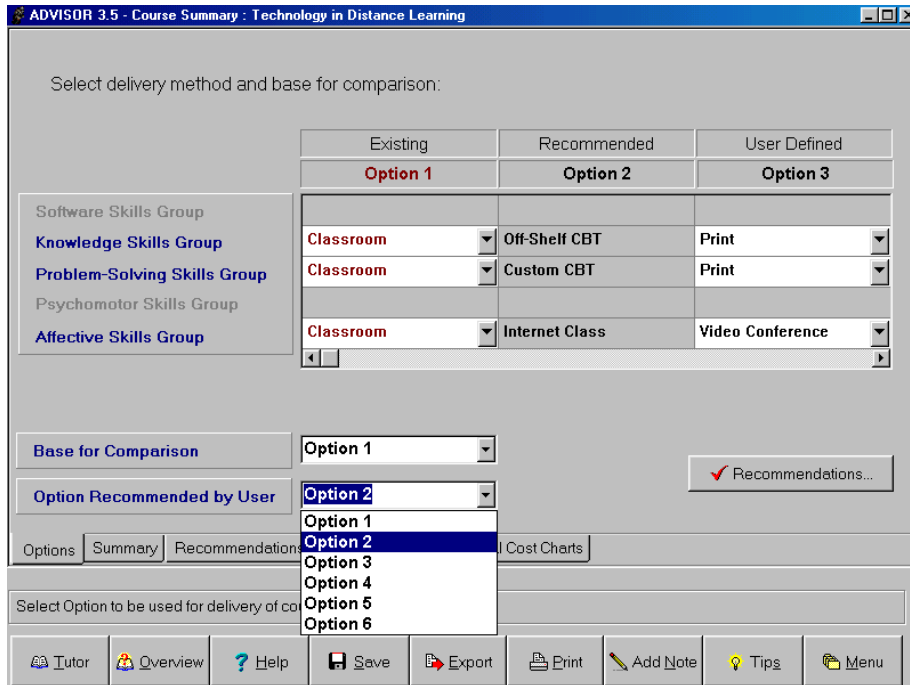 ADVISOR 3.5 - Course Summary : Technology in Distance Learning
Select delivery method and base for comparison:
Existing Recommended User Defined
Option 1 Option 2 Option 3
Software Skills Group
Knowledge Skills Group Classroom Off-Shelf CBT Print
Problem-Solving Skills Group Classroom Custom CBT Print
Psychomotor Skills Group
Affective Skills Group Classroom Internet Class Video Conference
Base for Comparison Option 1
Recommendations...
Option Recommended by User Option 2
Option 1
Option 2
Option 3
Option 4
Option 5
Option 6
Options Summary Recommendations Cost Charts
Select Option to be used for delivery of co
Tutor Overview Help Save Export Print Add Note Tips Menu